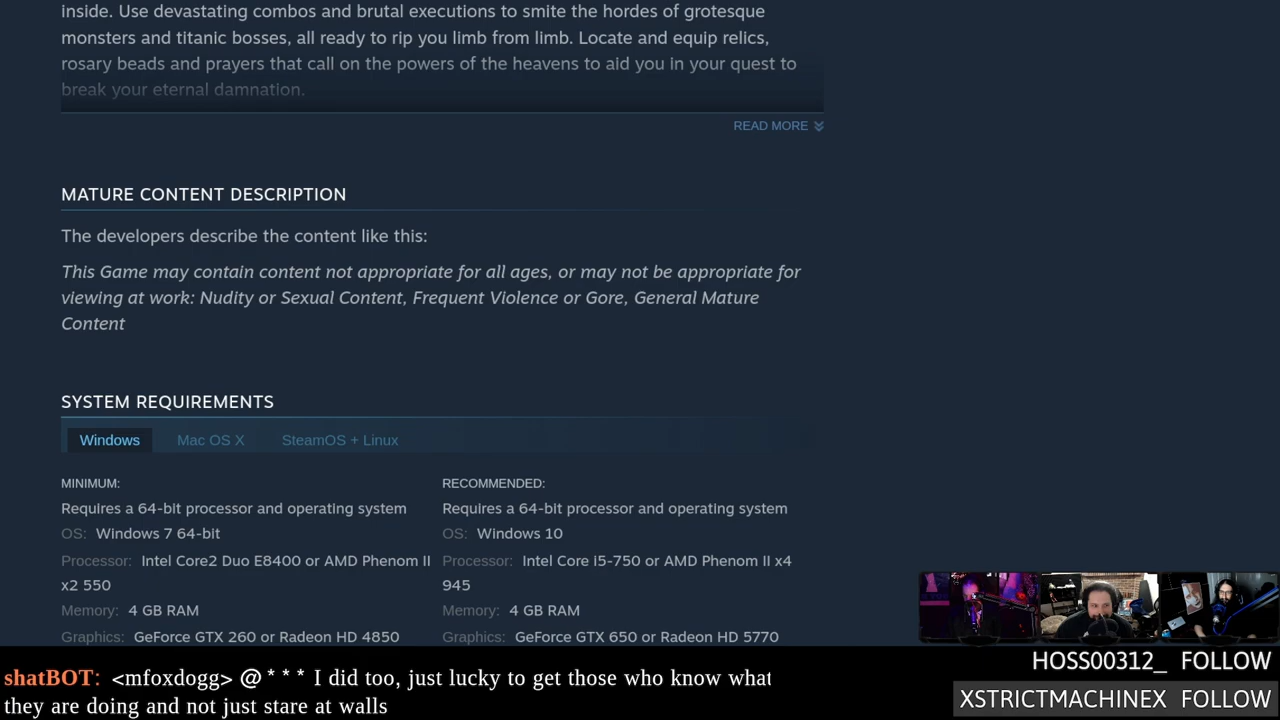 inside. Use devastating combos and brutal executions to smite the hordes of grotesque
monsters and titanic bosses, all ready to rip you limb from limb. Locate and equip relics,
rosary beads and prayers that call on the powers of the heavens to aid you in your quest to
break your eternal damnation.
READ MORE
MATURE CONTENT DESCRIPTION
The developers describe the content like this:
This Game may contain content not appropriate for all ages, or may not be appropriate for
viewing at work: Nudity or Sexual Content, Frequent Violence or Gore, General Mature
Content
SYSTEM REQUIREMENTS
Windows Mac OS X SteamOS + Linux
MINIMUM:
Requires a 64-bit processor and operating system
OS: Windows 7 64-bit
Processor: Intel Core2 Duo E8400 or AMD Phenom II
x2 550
Memory: 4 GB RAM
Graphics: GeForce GTX 260 or Radeon HD 4850
RECOMMENDED:
Requires a 64-bit processor and operating system
OS: Windows 10
Processor: Intel Core i5-750 or AMD Phenom II x4
945
Memory: 4 GB RAM
Graphics: GeForce GTX 650 or Radeon HD 5770
HOSS00312_ FOLLOW
XSTRICTMACHINEX FOLLOW
shatBOT: <mfoxdogg> @*** I did too, just lucky to get those who know what
they are doing and not just stare at walls